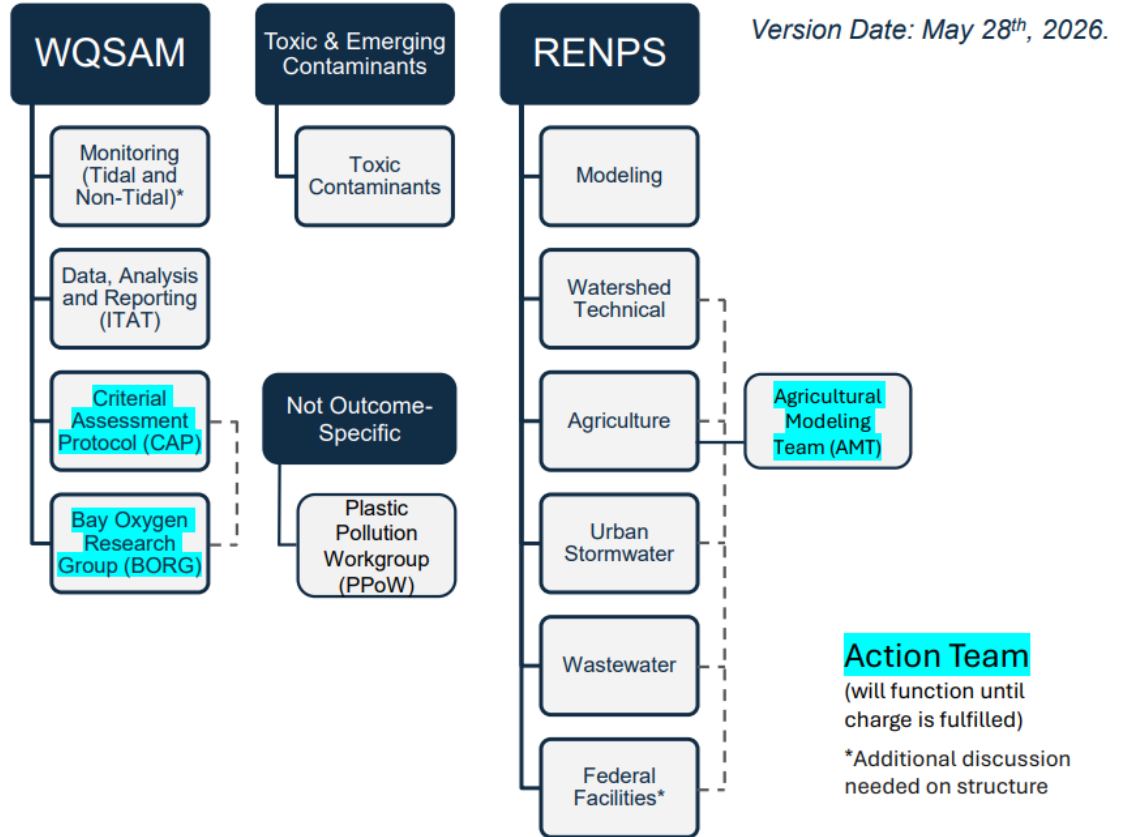 WQSAM
Monitoring
(Tidal and
Non-Tidal)*
Data, Analysis
and Reporting
(ITAT)
Criterial
Assessment
Protocol (CAP)
Bay Oxygen
Research
Group (BORG)
Toxic & Emerging
Contaminants
Toxic
Contaminants
Not Outcome-
Specific
Plastic
Pollution
Workgroup
(PPoW)
RENPS
Modeling
Watershed
Technical
Agriculture
Urban
Stormwater
Wastewater
Federal
Facilities*
Agricultural
Modeling
Team (AMT)
Version Date: May 28th, 2026.
Action Team
(will function until
charge is fulfilled)
*Additional discussion
needed on structure